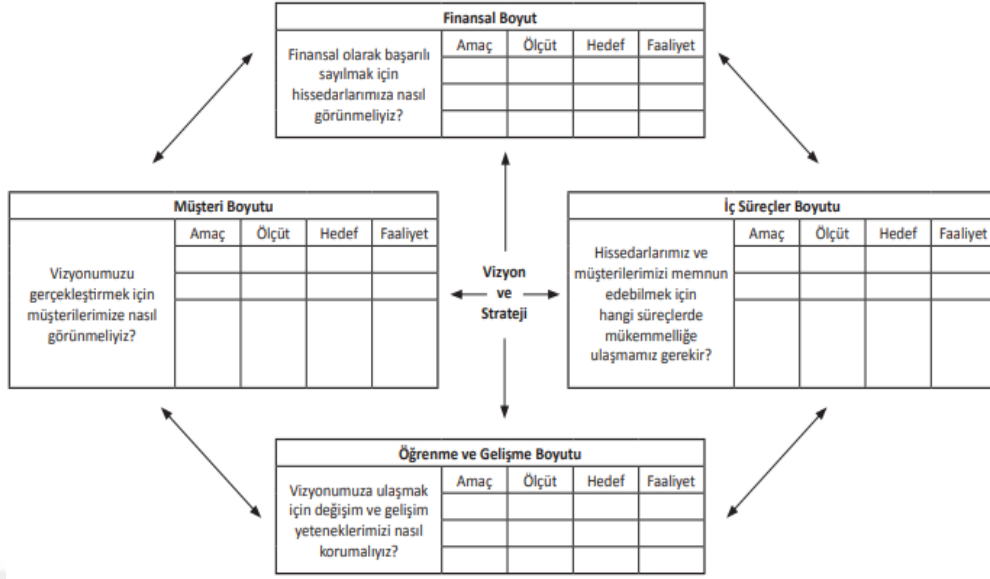 Finansal Boyut
Finansal olarak başarılı
sayılmak için
hissedarlarımıza nasıl
görünmeliyiz?
Amaç Ölçüt Hedef Faaliyet
Müşteri Boyutu
Vizyonumuzu
gerçekleştirmek için
müşterilerimize nasıl
görünmeliyiz?
Amaç Ölçüt Hedef Faaliyet
Vizyon
ve
Strateji
İç Süreçler Boyutu
Hissedarlarımız ve
müşterilerimizi memnun
edebilmek için
hangi süreçlerde
mükemmelliğe
ulaşmamız gerekir?
Amaç Ölçüt Hedef Faaliyet
Öğrenme ve Gelişme Boyutu
Vizyonumuza ulaşmak
için değişim ve gelişim
yeteneklerimizi nasıl
korumalıyız?
Amaç Ölçüt Hedef Faaliyet